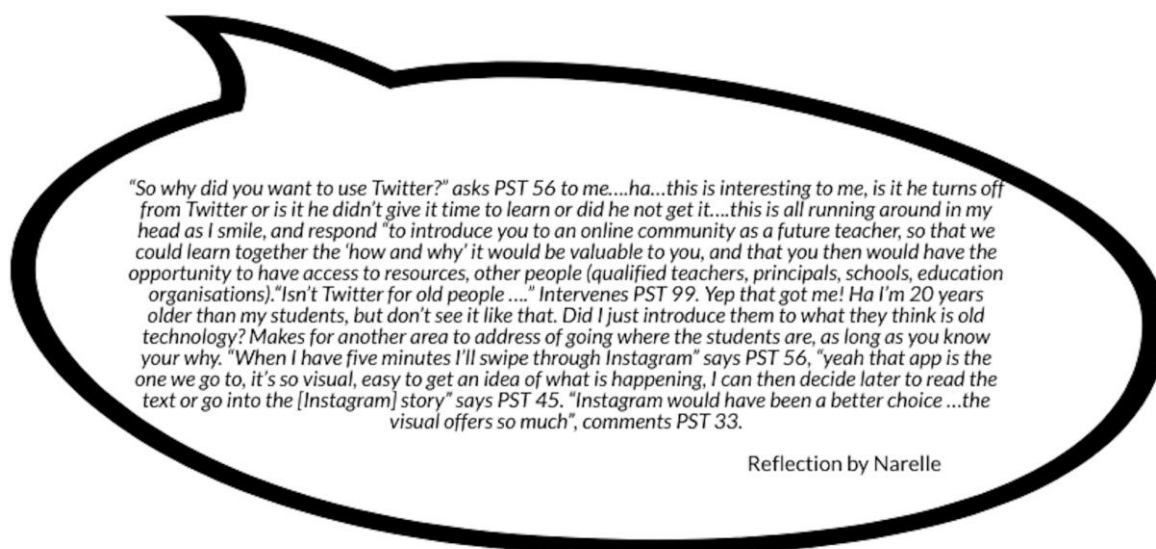 “So why did you want to use Twitter?” asks PST 56 to me....ha...this is interesting to me, is it he turns off
from Twitter or is it he didn’t give it time to learn or did he not get it....this is all running around in my
head as I smile, and respond “to introduce you to an online community as a future teacher, so that we
could learn together the ‘how and why’ it would be valuable to you, and that you then would have the
opportunity to have access to resources, other people (qualified teachers, principals, schools, education
organisations).“Isn’t Twitter for old people ....” Intervenes PST 99. Yep that got me! Ha I’m 20 years
older than my students, but don’t see it like that. Did I just introduce them to what they think is old
technology? Makes for another area to address of going where the students are, as long as you know
your why. “When I have five minutes I’ll swipe through Instagram” says PST 56, “yeah that app is the
one we go to, it’s so visual, easy to get an idea of what is happening, I can then decide later to read the
text or go into the [Instagram] story” says PST 45. “Instagram would have been a better choice ...the
visual offers so much”, comments PST 33.
Reflection by Narelle